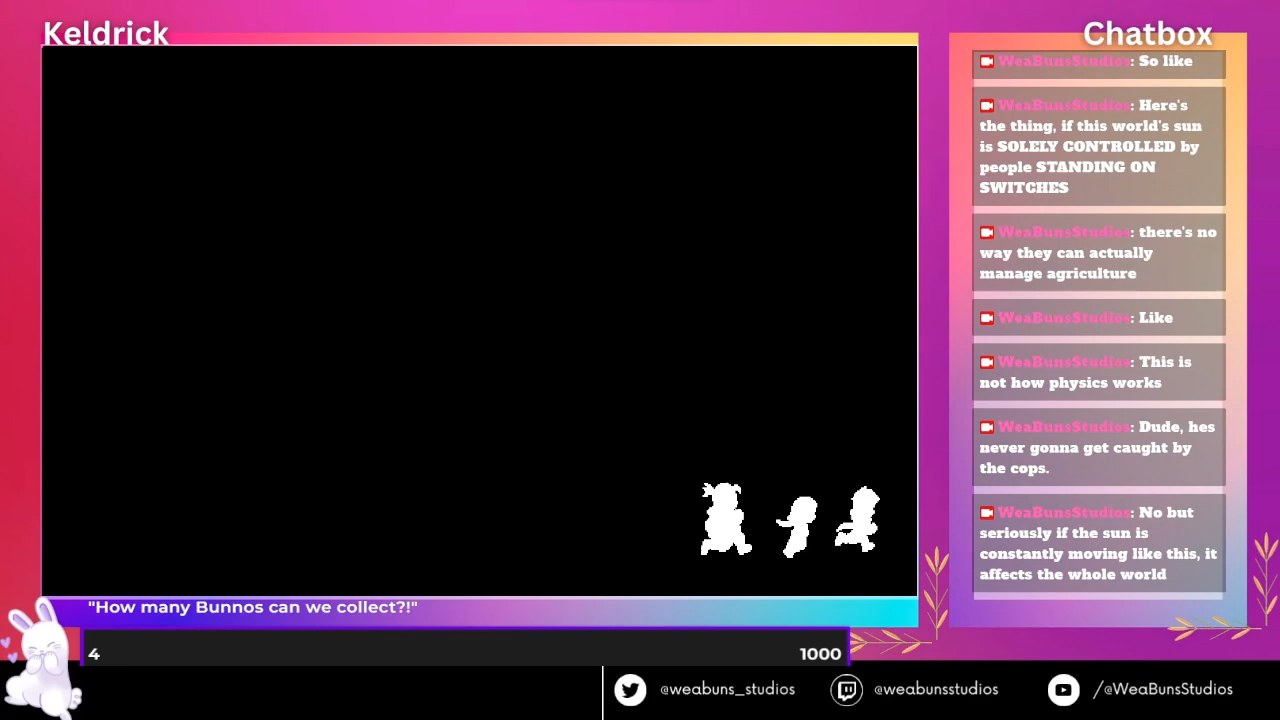 Keldrick
Chatbox
WeaBunsStudios: So like
WeaBunsStudios: Here's
the thing, if this world's sun
is SOLELY CONTROLLED by
people STANDING ON
SWITCHES
WeaBunsStudios: there's no
way they can actually
manage agriculture
WeaBunsStudios: Like
WeaBunsStudios: This is
not how physics works
WeaBunsStudios: Dude, hes
never gonna get caught by
the cops.
WeaBunsStudios: No but
seriously if the sun is
constantly moving like this, it
affects the whole world
"How many Bunnos can we collect?!"
4 1000
@weabuns_studios @weabunsstudios /@WeaBunsStudios